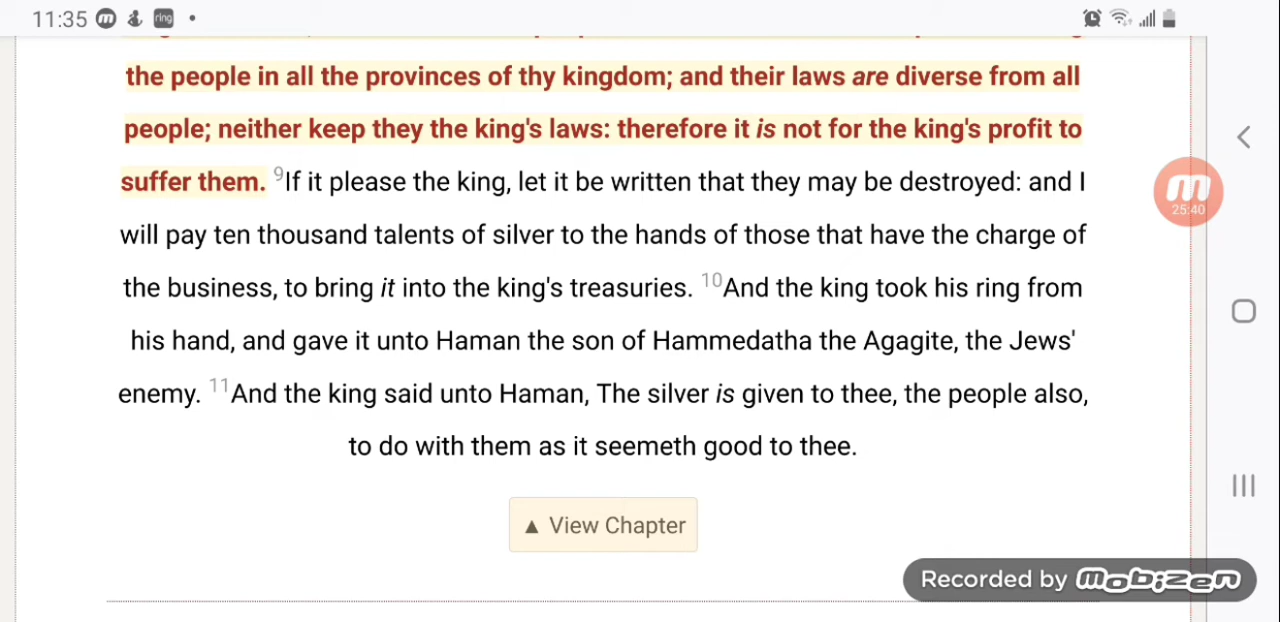 11:35
ring
the people in all the provinces of thy kingdom; and their laws are diverse from all
people; neither keep they the king's laws: therefore it is not for the king's profit to
suffer them. 9If it please the king, let it be written that they may be destroyed: and I
will pay ten thousand talents of silver to the hands of those that have the charge of
the business, to bring it into the king's treasuries. 10And the king took his ring from
his hand, and gave it unto Haman the son of Hammedatha the Agagite, the Jews'
enemy. 11And the king said unto Haman, The silver is given to thee, the people also,
to do with them as it seemeth good to thee.
▲ View Chapter
m
25:40
Recorded by mobizen